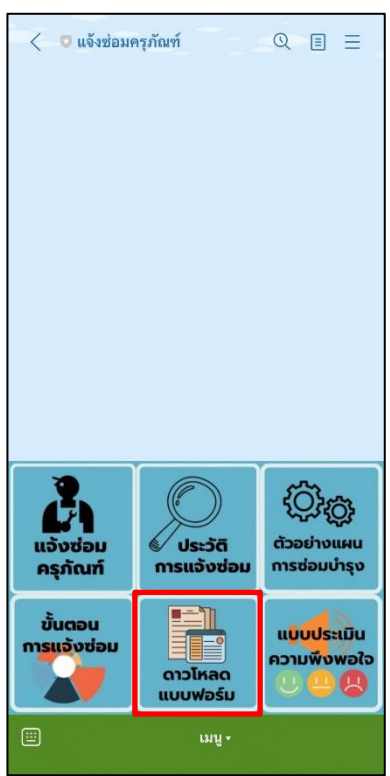 แจ้งซ่อมครุภัณฑ์
แจ้งซ่อม
ครุภัณฑ์
ประวัติ
การแจ้งซ่อม
ตัวอย่างแผน
การซ่อมบำรุง
ขั้นตอน
การแจ้งซ่อม
ดาวโหลด
แบบฟอร์ม
แบบประเมิน
ความพึงพอใจ
เมนู